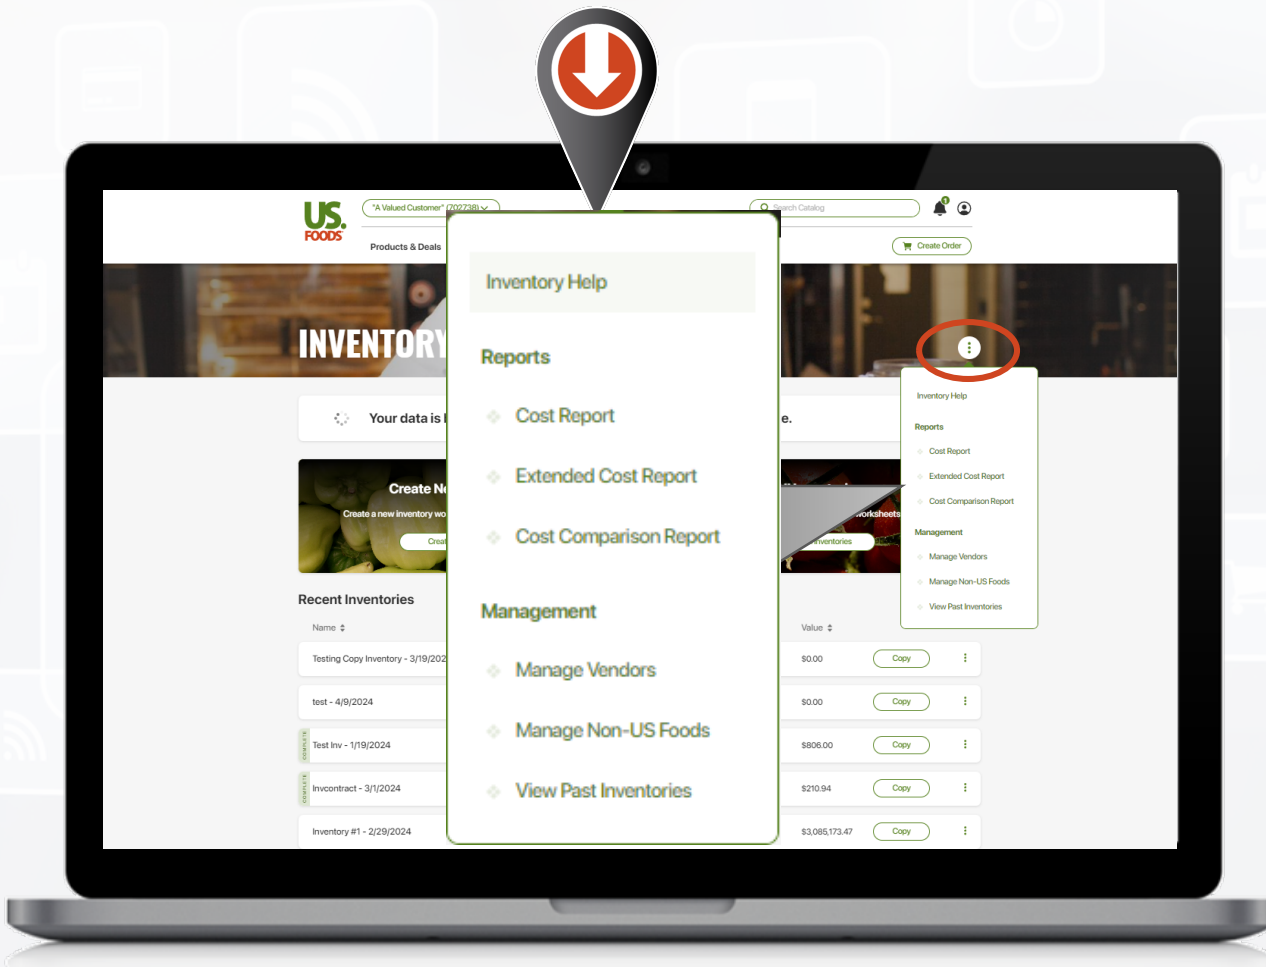 US.
FOODS
"A Valued Customer" (702738)
Search Catalog
1
Products & Deals
Create Order
INVENTORY
Your data is
e.
Create
Create a new inventory
worksheets
Inventories
Recent Inventories
Name
Value
Testing Copy Inventory - 3/19/202
$0.00
Copy
test - 4/9/2024
$0.00
Copy
COMPLETE
Test Inv - 1/19/2024
$806.00
Copy
COMPLETE
Invcontract - 3/1/2024
$210.94
Copy
Inventory #1 - 2/29/2024
$3,085,173.47
Copy
Inventory Help
Reports
Cost Report
Extended Cost Report
Cost Comparison Report
Management
Manage Vendors
Manage Non-US Foods
View Past Inventories
Inventory Help
Reports
Cost Report
Extended Cost Report
Cost Comparison Report
Management
Manage Vendors
Manage Non-US Foods
View Past Inventories